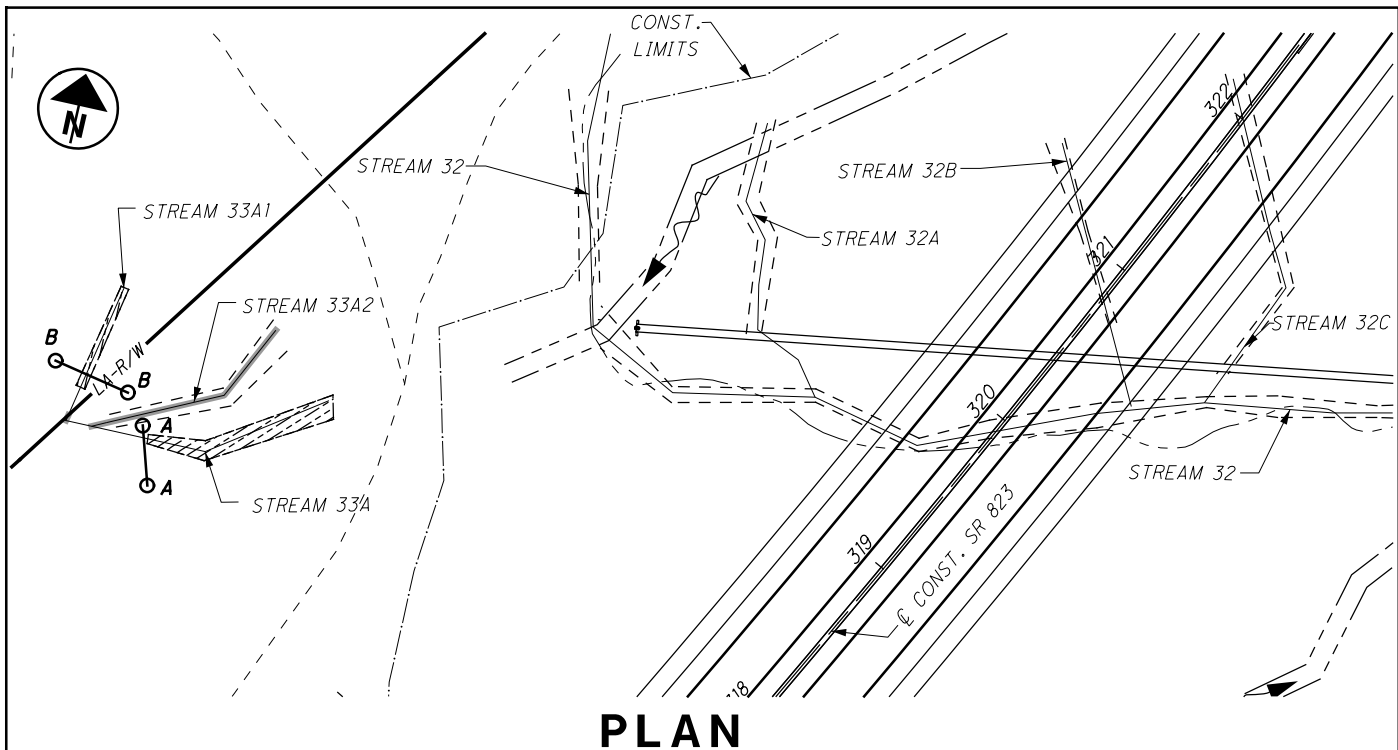 CONST.
LIMITS
N
STREAM 32
STREAM 32B
322
STREAM 33A1
STREAM 32A
321
STREAM 33A2
STREAM 32C
B
LA-R/W
B
320
A
STREAM 32
STREAM 33A
A
319
℄ CONST. SR 823
318
PLAN